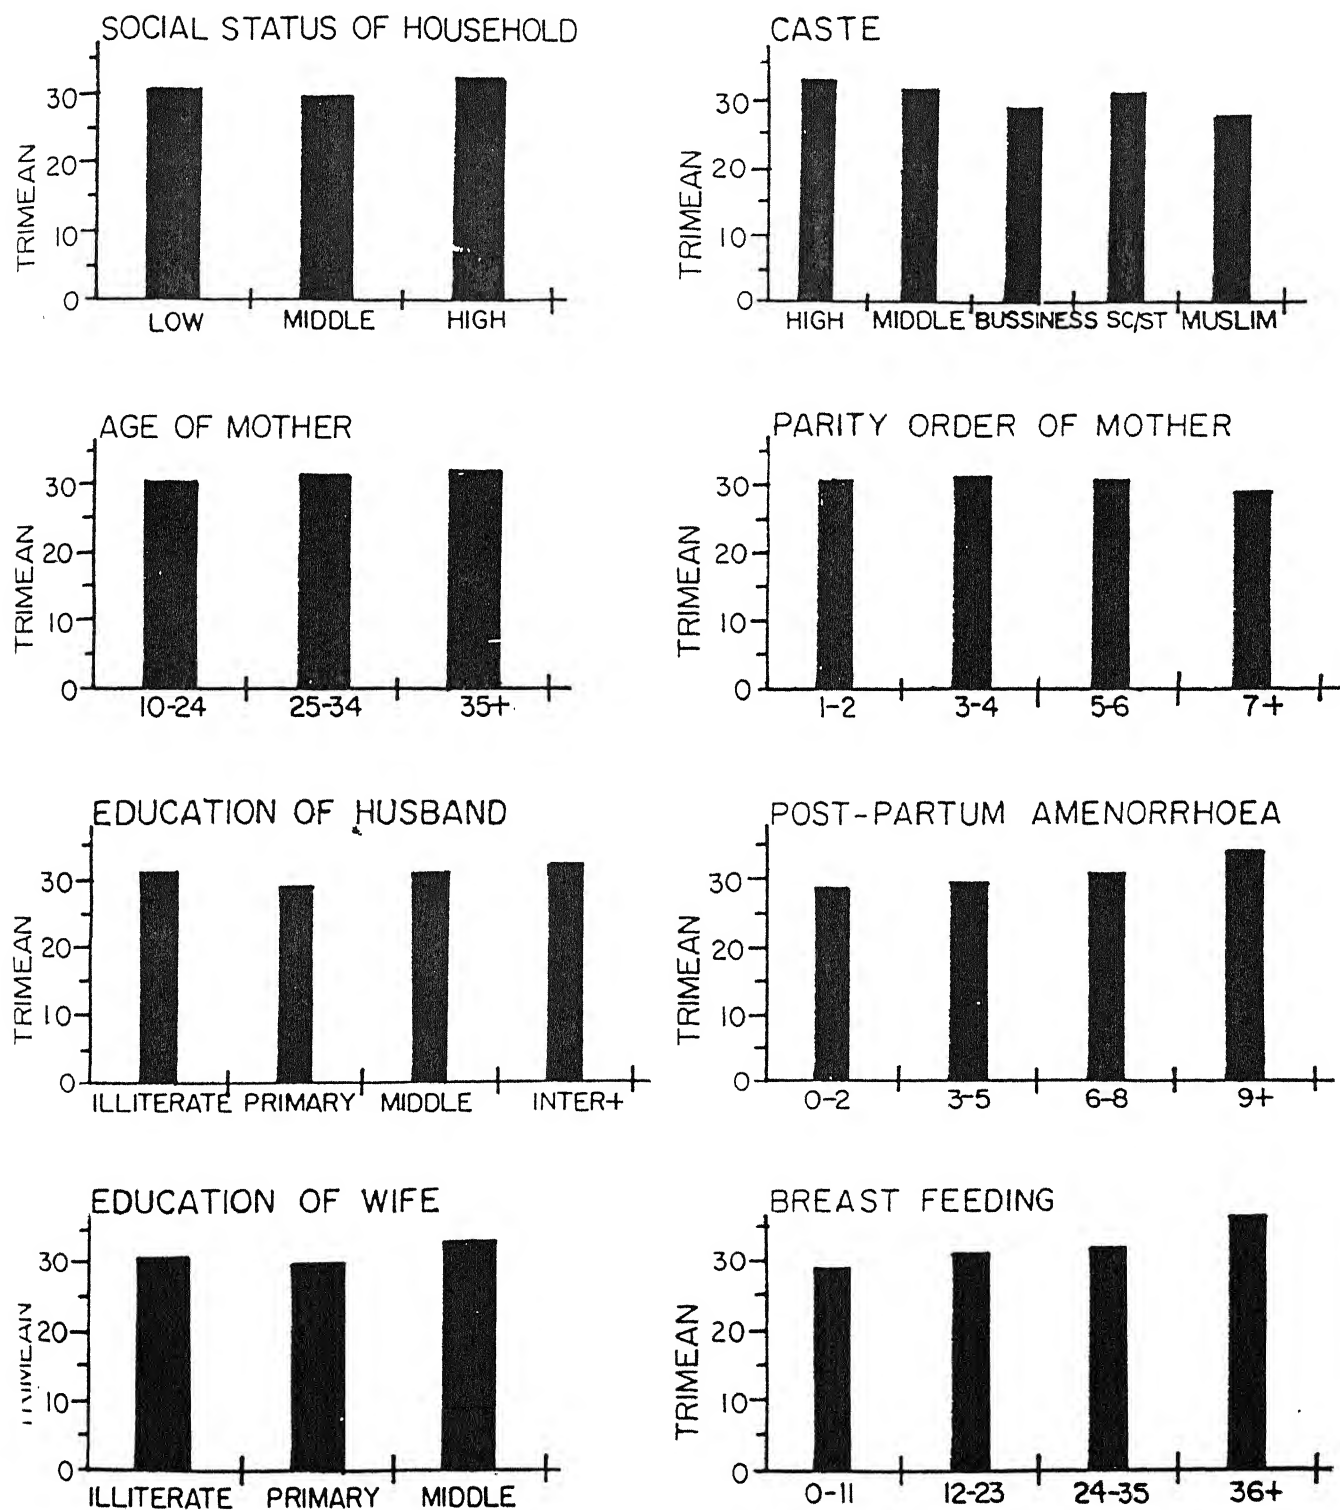 SOCIAL STATUS OF HOUSEHOLD
TRIMEAN
30
20
10
0
LOW MIDDLE HIGH
CASTE
TRIMEAN
30
20
10
0
HIGH MIDDLE BUSSINESS SC/ST MUSLIM
AGE OF MOTHER
TRIMEAN
30
20
10
0
10-24 25-34 35+
PARITY ORDER OF MOTHER
TRIMEAN
30
20
10
0
1-2 3-4 5-6 7+
EDUCATION OF HUSBAND
TRIMEAN
30
20
10
0
ILLITERATE PRIMARY MIDDLE INTER+
POST-PARTUM AMENORRHOEA
TRIMEAN
30
20
10
0
0-2 3-5 6-8 9+
EDUCATION OF WIFE
TRIMEAN
30
20
10
0
ILLITERATE PRIMARY MIDDLE
BREAST FEEDING
TRIMEAN
30
20
10
0
0-11 12-23 24-35 36+